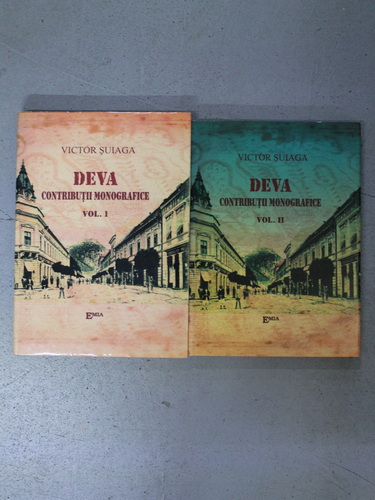 VICTOR ŞUIAGA
DEVA
CONTRIBUŢII MONOGRAFICE
VOL. I
EMIA
VICTOR ŞUIAGA
DEVA
CONTRIBUŢII MONOGRAFICE
VOL. II
EMIA